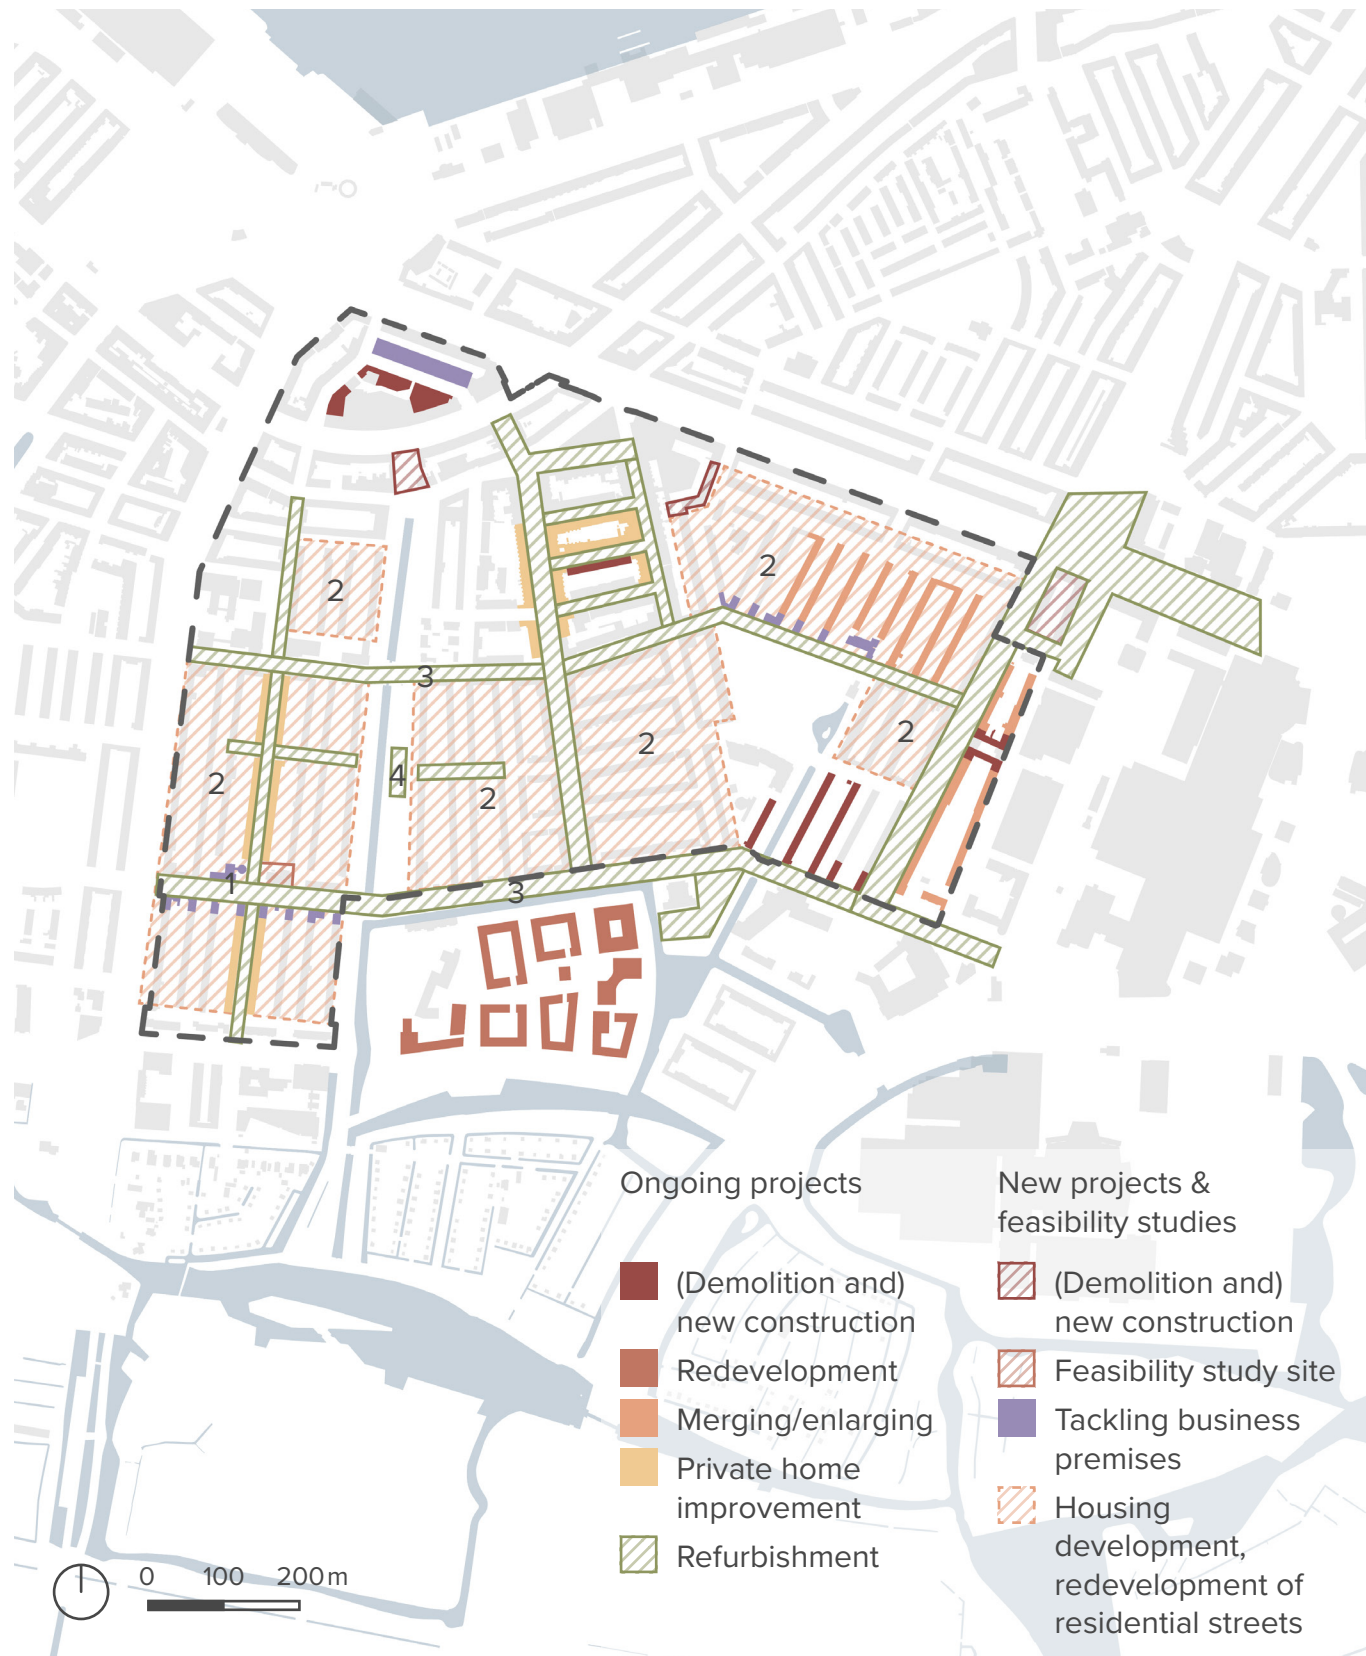 2
2
3
2
2
2
4
2
2
1
3
Ongoing projects
(Demolition and)
new construction
Redevelopment
Merging/enlarging
Private home
improvement
Refurbishment
New projects &
feasibility studies
(Demolition and)
new construction
Feasibility study site
Tackling business
premises
Housing
development,
redevelopment of
residential streets
0 100 200 m